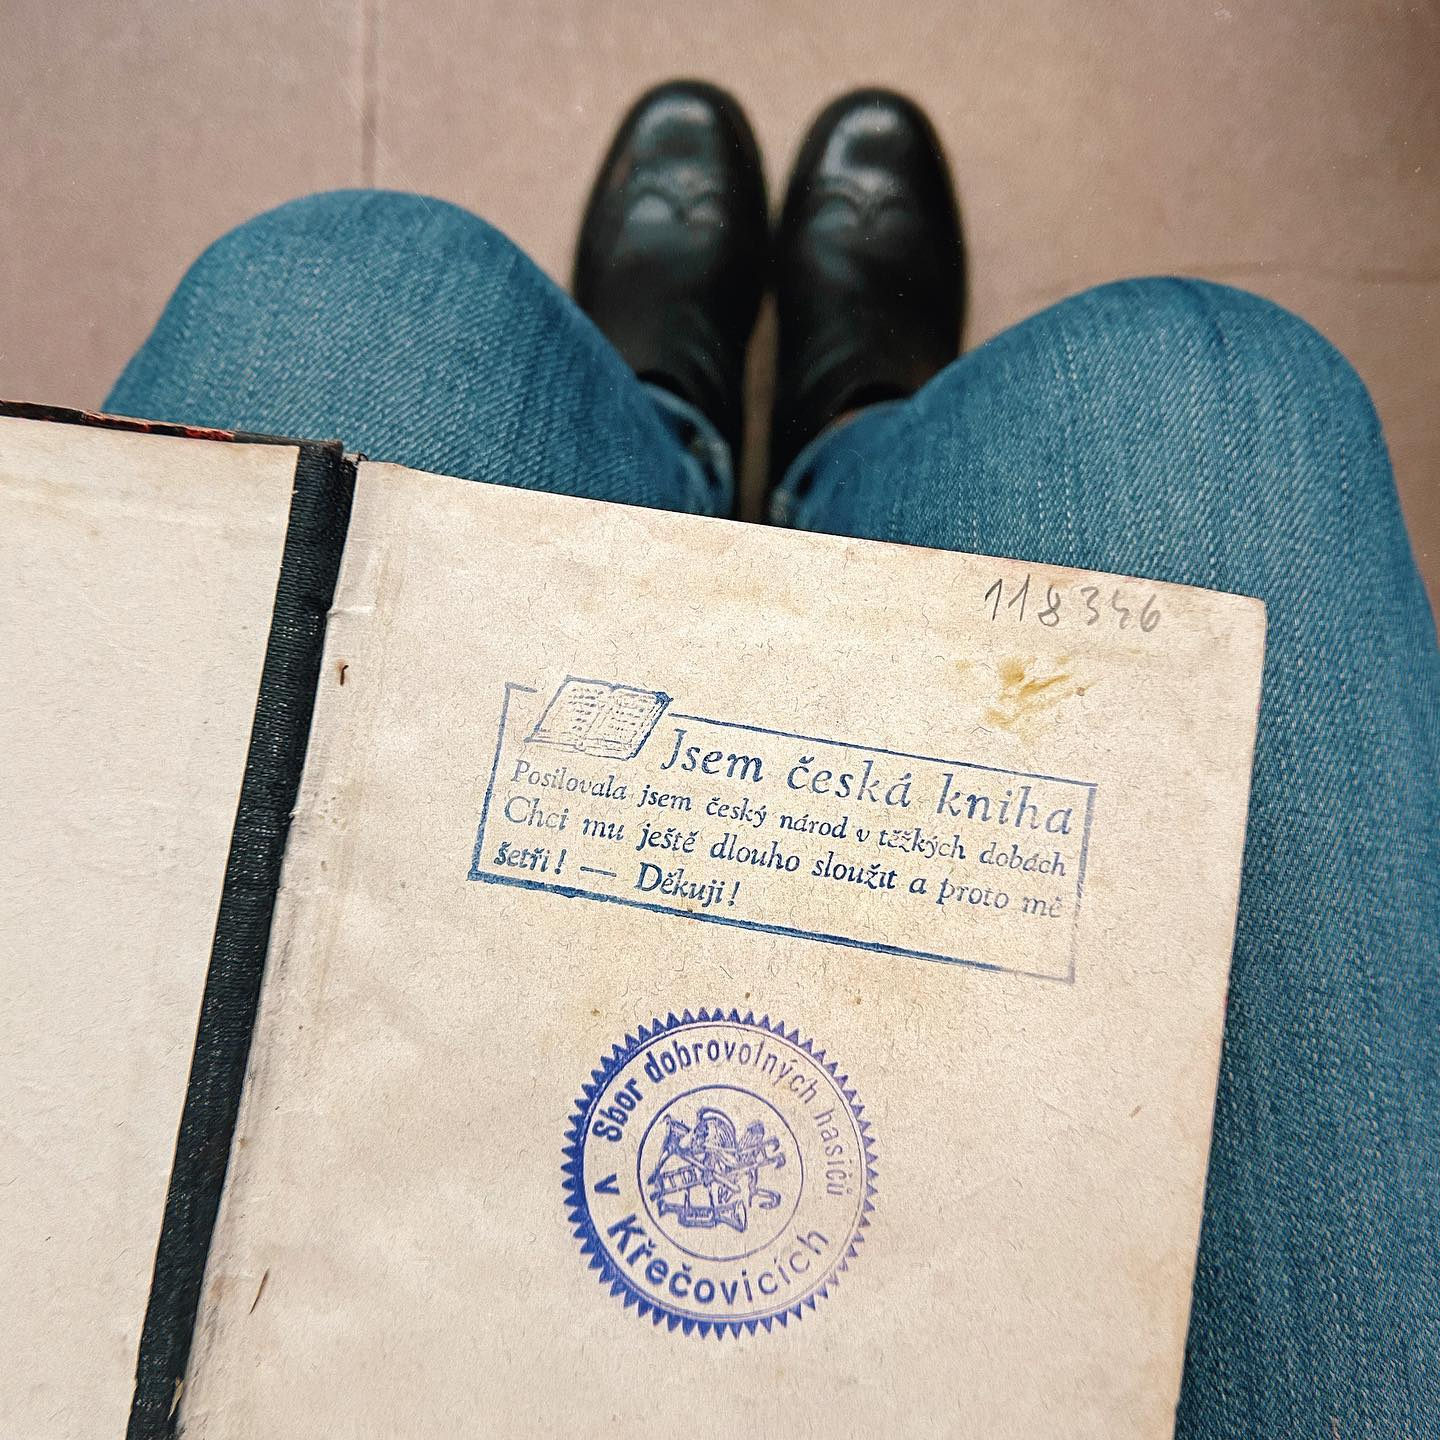 118346
Jsem česká kniha
Posilovala jsem český národ v těžkých dobách
Chci mu ještě dlouho sloužit a proto mě
šetři! — Děkuji!
Sbor dobrovolných hasičů
v Křečovicích